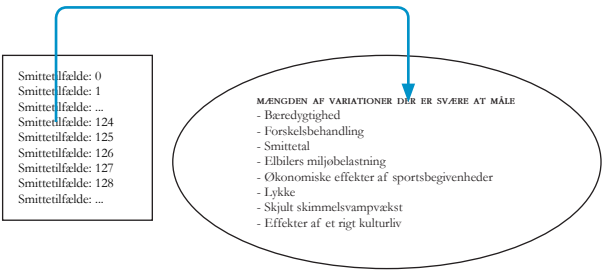 Smittetilfælde: 0
Smittetilfælde: 1
Smittetilfælde: ...
Smittetilfælde: 124
Smittetilfælde: 125
Smittetilfælde: 126
Smittetilfælde: 127
Smittetilfælde: 128
Smittetilfælde: ...
MÆNGDEN AF VARIATIONER DER ER SVÆRE AT MÅLE
- Bæredygtighed
- Forskelsbehandling
- Smittetal
- Elbilers miljøbelastning
- Økonomiske effekter af sportsbegivenheder
- Lykke
- Skjult skimmelsvampvækst
- Effekter af et rigt kulturliv